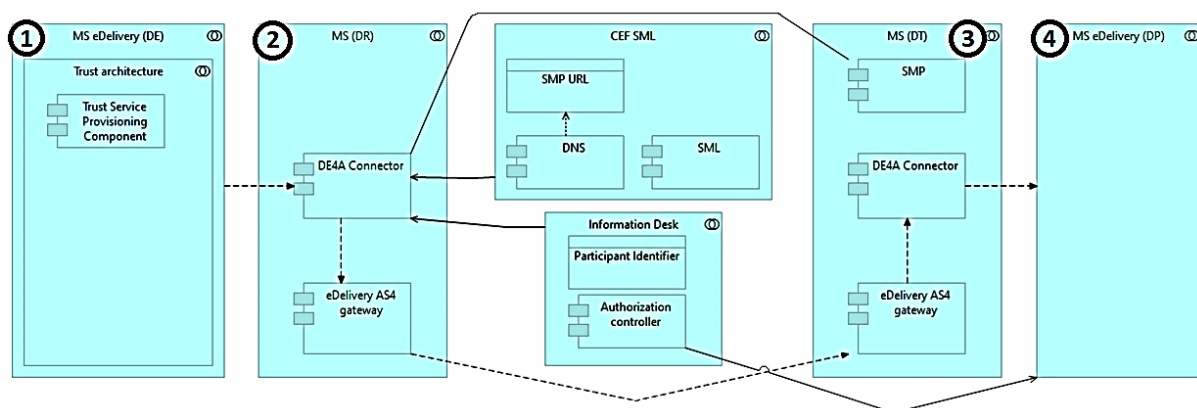 1
MS eDelivery (DE)
Trust architecture
Trust Service
Provisioning
Component
2
MS (DR)
DE4A Connector
eDelivery AS4
gateway
CEF SML
SMP URL
DNS
SML
Information Desk
Participant Identifier
Authorization
controller
MS (DT)
3
SMP
DE4A Connector
eDelivery AS4
gateway
4
MS eDelivery (DP)